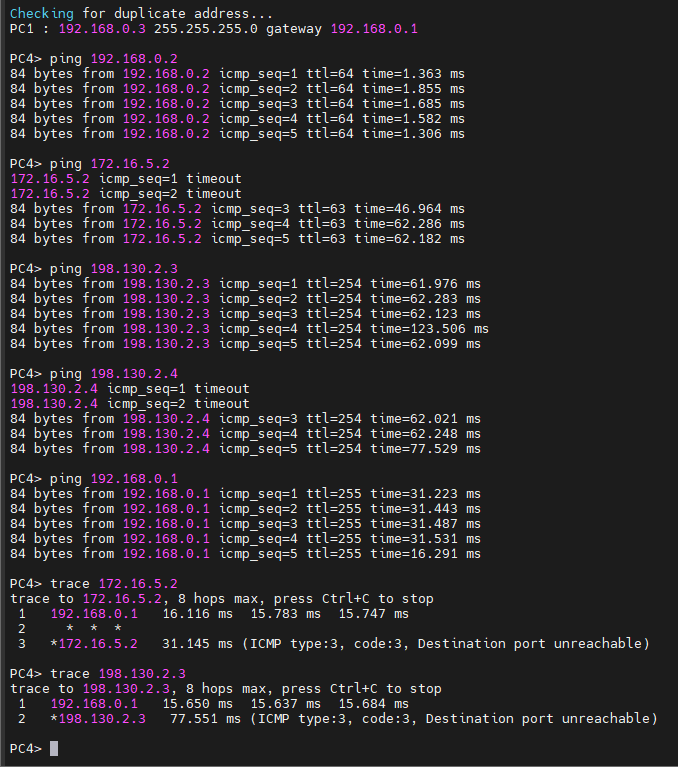 Checking for duplicate address...
PC1 : 192.168.0.3 255.255.255.0 gateway 192.168.0.1
PC4> ping 192.168.0.2
84 bytes from 192.168.0.2 icmp_seq=1 ttl=64 time=1.363 ms
84 bytes from 192.168.0.2 icmp_seq=2 ttl=64 time=1.855 ms
84 bytes from 192.168.0.2 icmp_seq=3 ttl=64 time=1.685 ms
84 bytes from 192.168.0.2 icmp_seq=4 ttl=64 time=1.582 ms
84 bytes from 192.168.0.2 icmp_seq=5 ttl=64 time=1.306 ms
PC4> ping 172.16.5.2
172.16.5.2 icmp_seq=1 timeout
172.16.5.2 icmp_seq=2 timeout
84 bytes from 172.16.5.2 icmp_seq=3 ttl=63 time=46.964 ms
84 bytes from 172.16.5.2 icmp_seq=4 ttl=63 time=62.286 ms
84 bytes from 172.16.5.2 icmp_seq=5 ttl=63 time=62.182 ms
PC4> ping 198.130.2.3
84 bytes from 198.130.2.3 icmp_seq=1 ttl=254 time=61.976 ms
84 bytes from 198.130.2.3 icmp_seq=2 ttl=254 time=62.283 ms
84 bytes from 198.130.2.3 icmp_seq=3 ttl=254 time=62.123 ms
84 bytes from 198.130.2.3 icmp_seq=4 ttl=254 time=123.506 ms
84 bytes from 198.130.2.3 icmp_seq=5 ttl=254 time=62.099 ms
PC4> ping 198.130.2.4
198.130.2.4 icmp_seq=1 timeout
198.130.2.4 icmp_seq=2 timeout
84 bytes from 198.130.2.4 icmp_seq=3 ttl=254 time=62.021 ms
84 bytes from 198.130.2.4 icmp_seq=4 ttl=254 time=62.248 ms
84 bytes from 198.130.2.4 icmp_seq=5 ttl=254 time=77.529 ms
PC4> ping 192.168.0.1
84 bytes from 192.168.0.1 icmp_seq=1 ttl=255 time=31.223 ms
84 bytes from 192.168.0.1 icmp_seq=2 ttl=255 time=31.443 ms
84 bytes from 192.168.0.1 icmp_seq=3 ttl=255 time=31.487 ms
84 bytes from 192.168.0.1 icmp_seq=4 ttl=255 time=31.531 ms
84 bytes from 192.168.0.1 icmp_seq=5 ttl=255 time=16.291 ms
PC4> trace 172.16.5.2
trace to 172.16.5.2, 8 hops max, press Ctrl+C to stop
1 192.168.0.1 16.116 ms 15.783 ms 15.747 ms
2 * * *
3 *172.16.5.2 31.145 ms (ICMP type:3, code:3, Destination port unreachable)
PC4> trace 198.130.2.3
trace to 198.130.2.3, 8 hops max, press Ctrl+C to stop
1 192.168.0.1 15.650 ms 15.637 ms 15.684 ms
2 *198.130.2.3 77.551 ms (ICMP type:3, code:3, Destination port unreachable)
PC4>